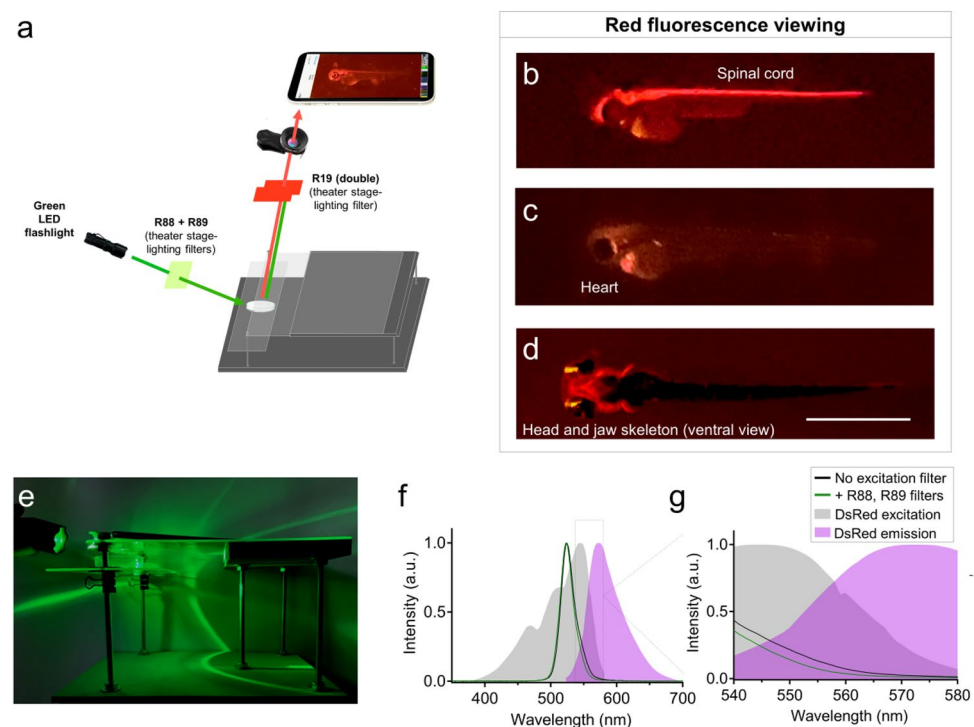 a
Green
LED
flashlight
R88 + R89
(theater stage-
lighting filters)
R19 (double)
(theater stage-
lighting filter)
Red fluorescence viewing
b
Spinal cord
c
Heart
d
Head and jaw skeleton (ventral view)
e
f
Intensity (a.u.)
1.0
0.5
0.0
400
500
600
700
Wavelength (nm)
g
No excitation filter
+ R88, R89 filters
DsRed excitation
DsRed emission
Intensity (a.u.)
1.0
0.5
0.0
540
550
560
570
580
Wavelength (nm)